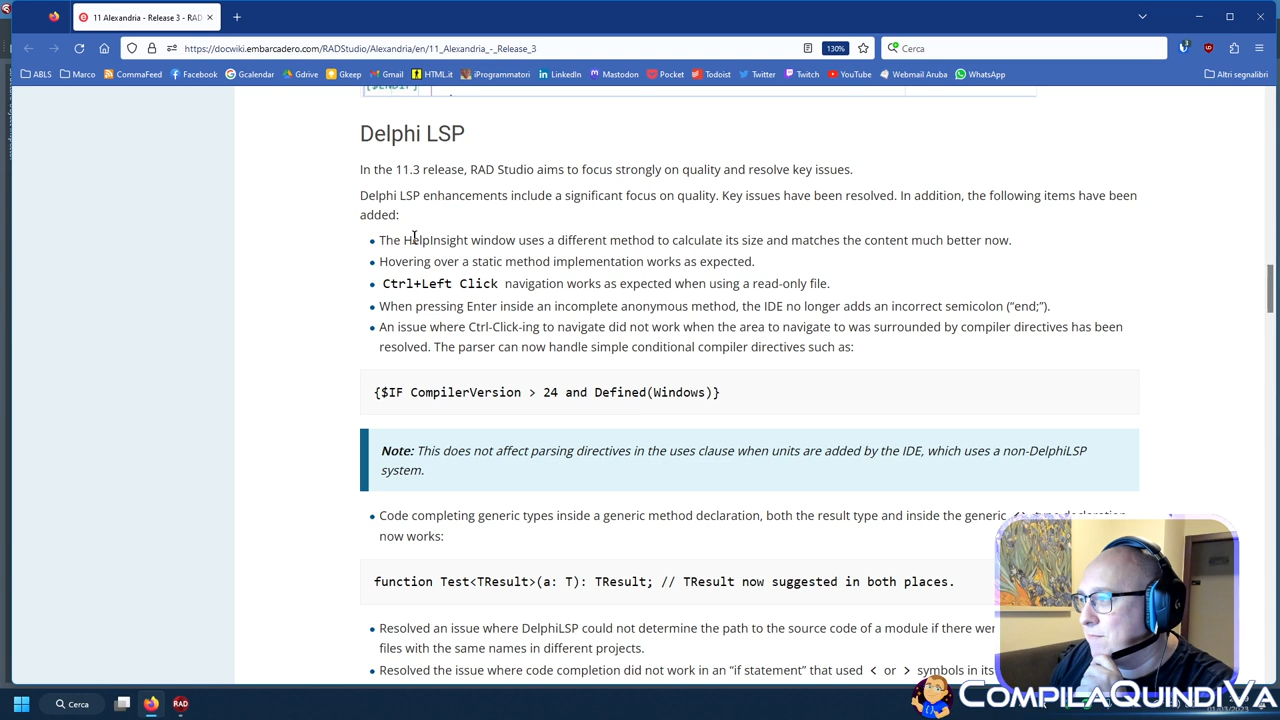 11 Alexandria - Release 3 - RAD
https://docwiki.embarcadero.com/RADStudio/Alexandria/en/11_Alexandria_-_Release_3
130%
Cerca
ABLS Marco CommaFeed Facebook Gcalendar Gdrive Gkeep Gmail HTML.it iProgrammatori LinkedIn Mastodon Pocket Todoist Twitter Twitch YouTube Webmail Aruba WhatsApp Altri segnalibri
Delphi LSP
In the 11.3 release, RAD Studio aims to focus strongly on quality and resolve key issues.
Delphi LSP enhancements include a significant focus on quality. Key issues have been resolved. In addition, the following items have been
added:
The HelpInsight window uses a different method to calculate its size and matches the content much better now.
Hovering over a static method implementation works as expected.
Ctrl+Left Click navigation works as expected when using a read-only file.
When pressing Enter inside an incomplete anonymous method, the IDE no longer adds an incorrect semicolon (“end;”).
An issue where Ctrl-Click-ing to navigate did not work when the area to navigate to was surrounded by compiler directives has been
resolved. The parser can now handle simple conditional compiler directives such as:
{$IF CompilerVersion > 24 and Defined(Windows)}
Note: This does not affect parsing directives in the uses clause when units are added by the IDE, which uses a non-DelphiLSP
system.
Code completing generic types inside a generic method declaration, both the result type and inside the generic <> type declaration
now works:
function Test<TResult>(a: T): TResult; // TResult now suggested in both places.
Resolved an issue where DelphiLSP could not determine the path to the source code of a module if there wer
files with the same names in different projects.
Resolved the issue where code completion did not work in an “if statement” that used < or > symbols in its
COMPILAQUINDIVA
Cerca
RAD